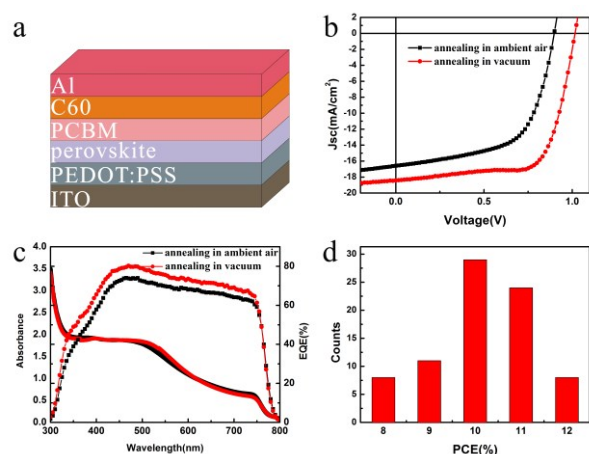 a
Al
C60
PCBM
perovskite
PEDOT:PSS
ITO
b
annealing in ambient air
annealing in vacuum
Jsc(mA/cm²)
2
0
-2
-4
-6
-8
-10
-12
-14
-16
-18
-20
0.0
0.5
1.0
Voltage(V)
c
annealing in ambient air
annealing in vacuum
Absorbance
4.0
3.5
3.0
2.5
2.0
1.5
1.0
0.5
0.0
EQE(%)
80
60
40
20
0
300
400
500
600
700
800
Wavelength(nm)
d
Counts
30
25
20
15
10
5
0
8
9
10
11
12
PCE(%)